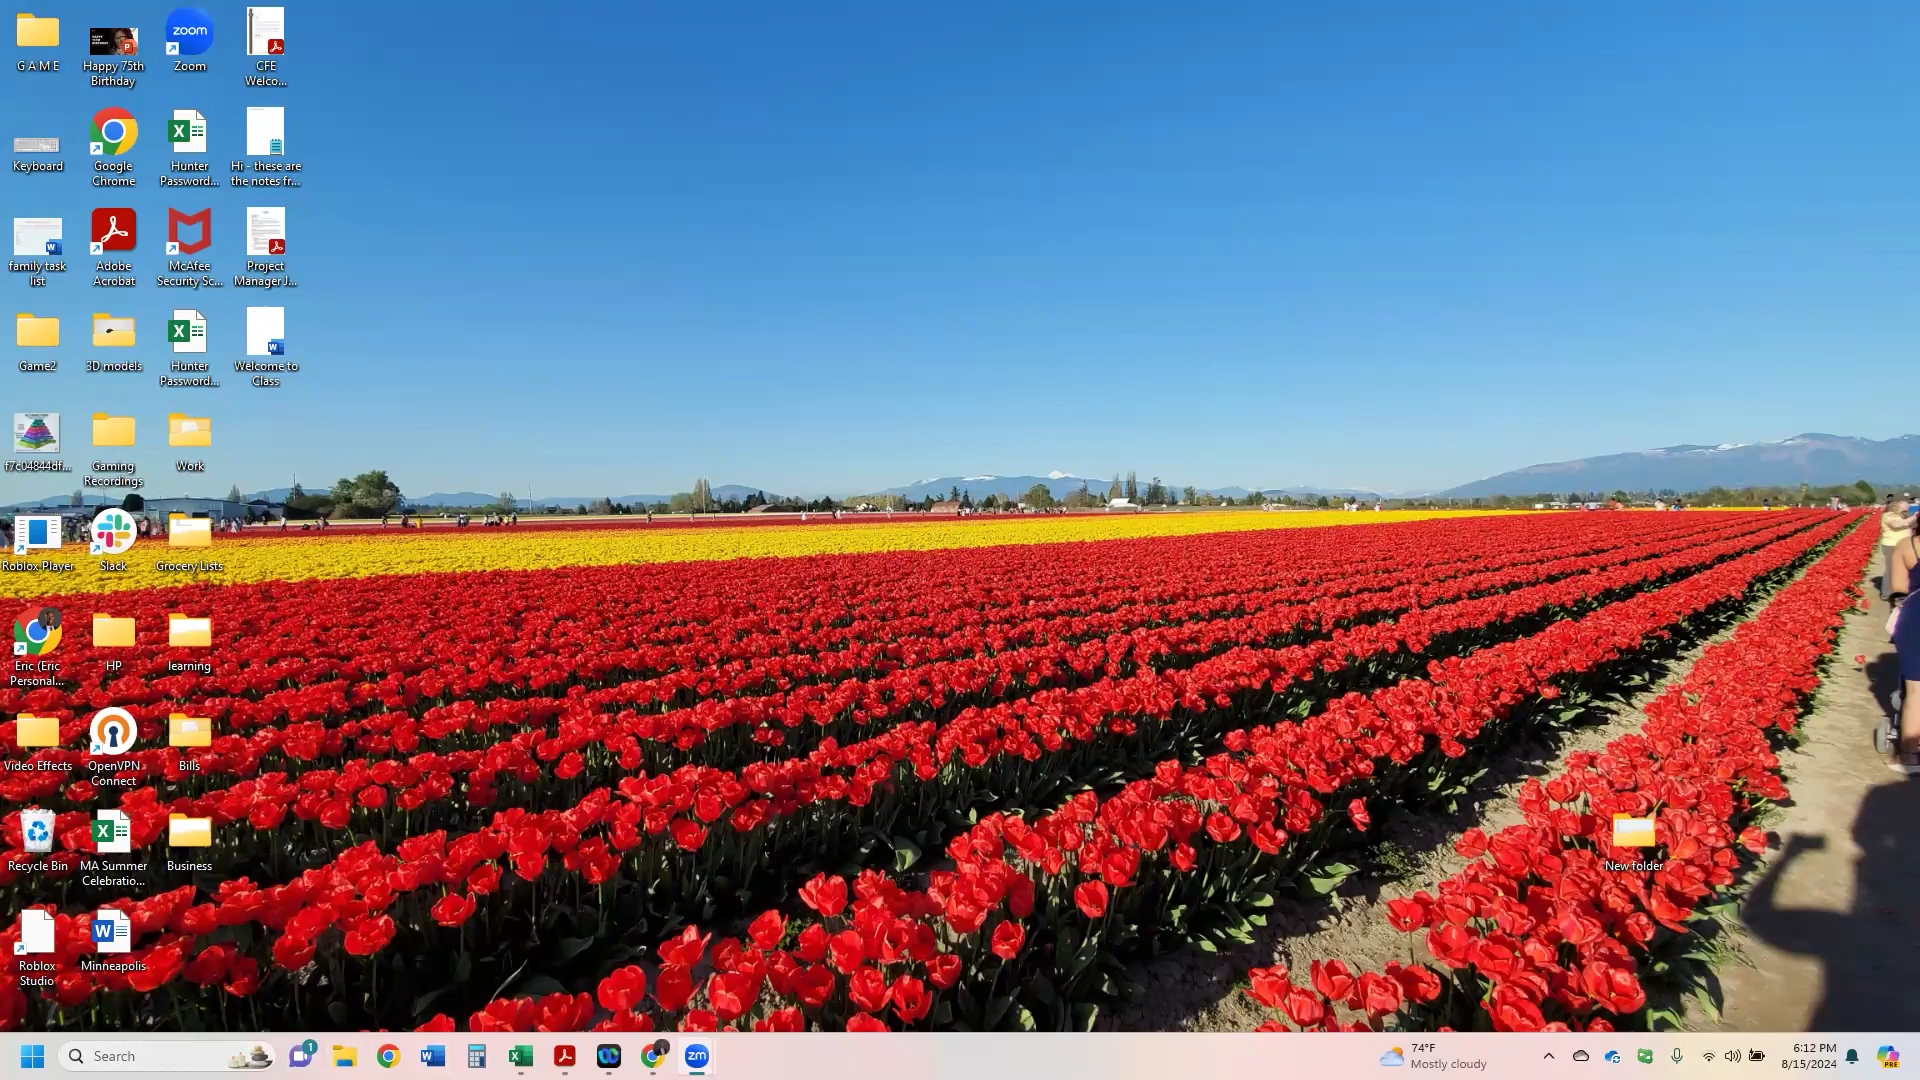 G A M E
Happy 75th
Birthday
zoom
Zoom
CFE
Welco...
Keyboard
Google
Chrome
Hunter
Password...
Hi - these are
the notes fr...
family task
list
Adobe
Acrobat
McAfee
Security Sc...
Project
Manager J...
Game2
3D models
Hunter
Password...
Welcome to
Class
f7c04844df...
Gaming
Recordings
Work
Roblox Player
Slack
Grocery Lists
Eric (Eric
Personal...
HP
learning
Video Effects
OpenVPN
Connect
Bills
Recycle Bin
MA Summer
Celebratio...
Business
New folder
Roblox
Studio
Minneapolis
Search
1
zm
74°F
Mostly cloudy
6:12 PM
8/15/2024
PRE